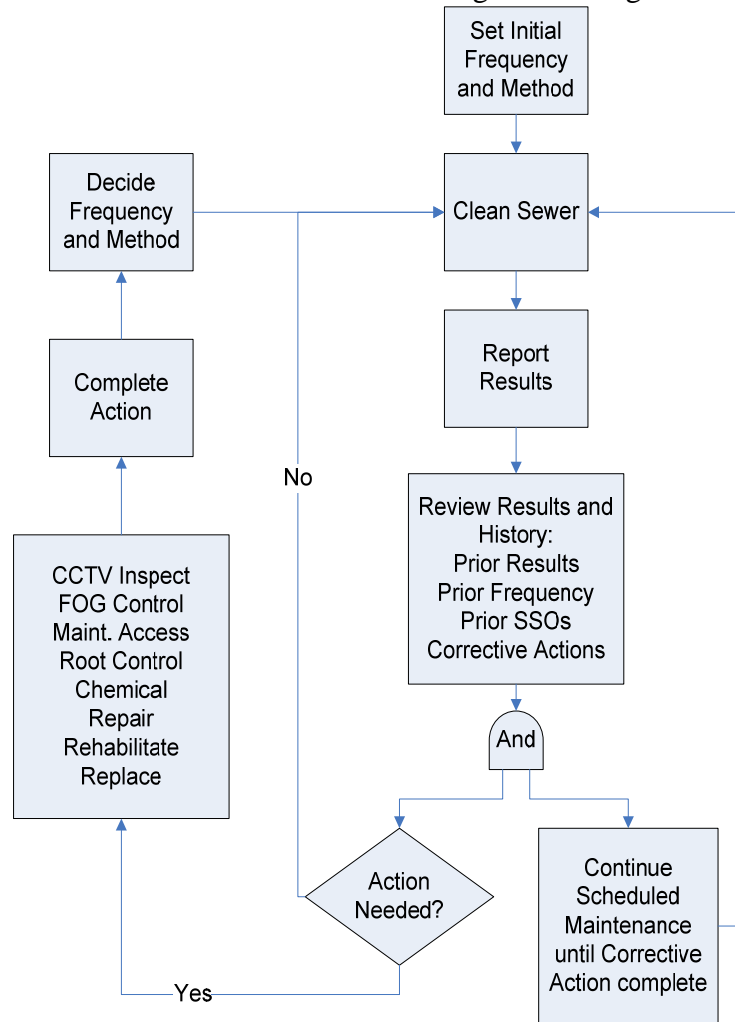 Set Initial
Frequency
and Method
Decide
Frequency
and Method
Clean Sewer
Report
Results
Complete
Action
No
Review Results and
History:
Prior Results
Prior Frequency
Prior SSOs
Corrective Actions
CCTV Inspect
FOG Control
Maint. Access
Root Control
Chemical
Repair
Rehabilitate
Replace
And
Action
Needed?
Continue
Scheduled
Maintenance
until Corrective
Action complete
Yes